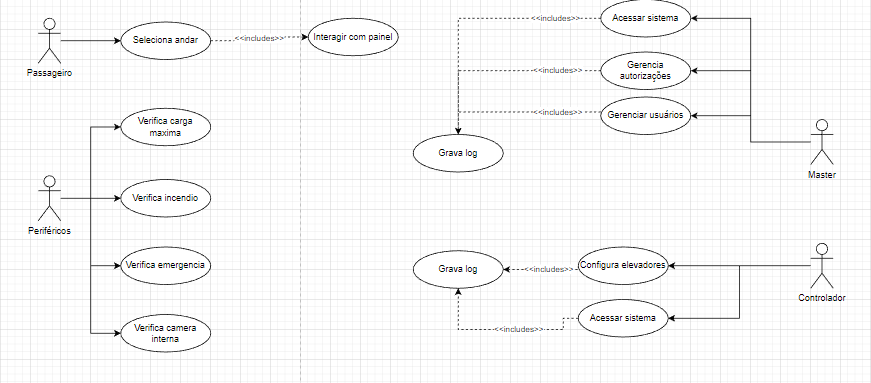 Passageiro
Seleciona andar
<<includes>>
Interagir com painel
Periféricos
Verifica carga
maxima
Verifica incendio
Verifica emergencia
Verifica camera
interna
Acessar sistema
<<includes>>
Gerencia
autorizações
<<includes>>
Gerenciar usuários
<<includes>>
Grava log
Master
Grava log
<<includes>>
Configura elevadores
Acessar sistema
<<includes>>
Controlador